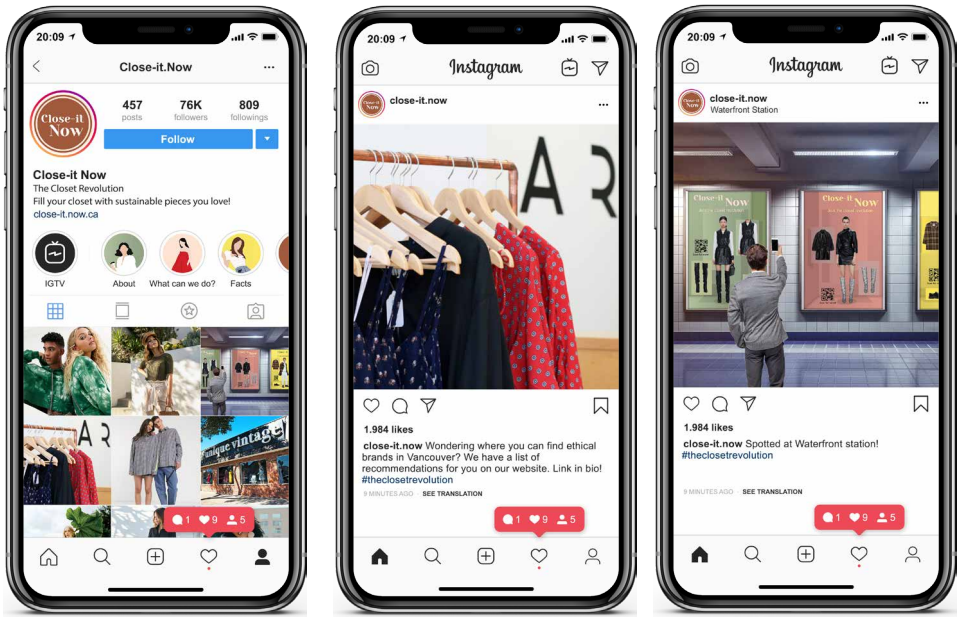 20:09
Close-it.Now
Close-it
Now
457
posts
76K
followers
809
followings
Follow
Close-it Now
The Closet Revolution
Fill your closet with sustainable pieces you love!
close-it.now.ca
IGTV
About
What can we do?
Facts
A R
unique vintage
1 9 5
20:09
Instagram
close-it.now
A R
1.984 likes
close-it.now Wondering where you can find ethical
brands in Vancouver? We have a list of
recommendations for you on our website. Link in bio!
#theclosetrevolution
9 MINUTES AGO · SEE TRANSLATION
1 9 5
20:09
Instagram
close-it.now
Waterfront Station
Close-it
Now
Close-it
Now
1.984 likes
close-it.now Spotted at Waterfront station!
#theclosetrevolution
9 MINUTES AGO · SEE TRANSLATION
1 9 5